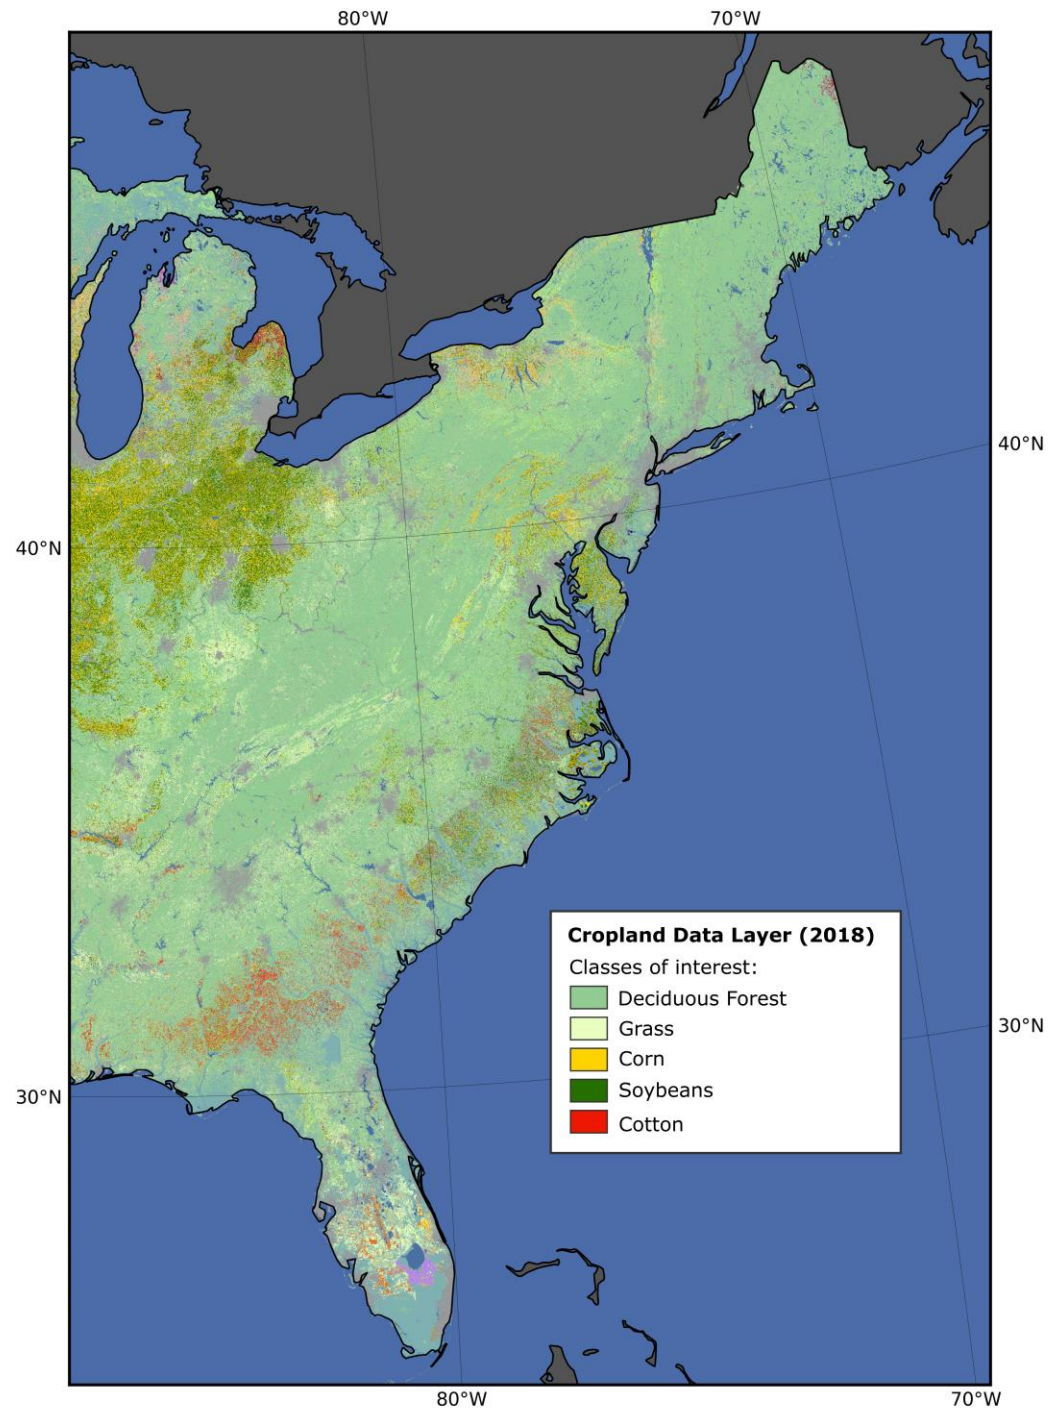 80°W 70°W
40°N
40°N
Cropland Data Layer (2018)
Classes of interest:
Deciduous Forest
Grass
Corn
Soybeans
Cotton
30°N
30°N
80°W 70°W